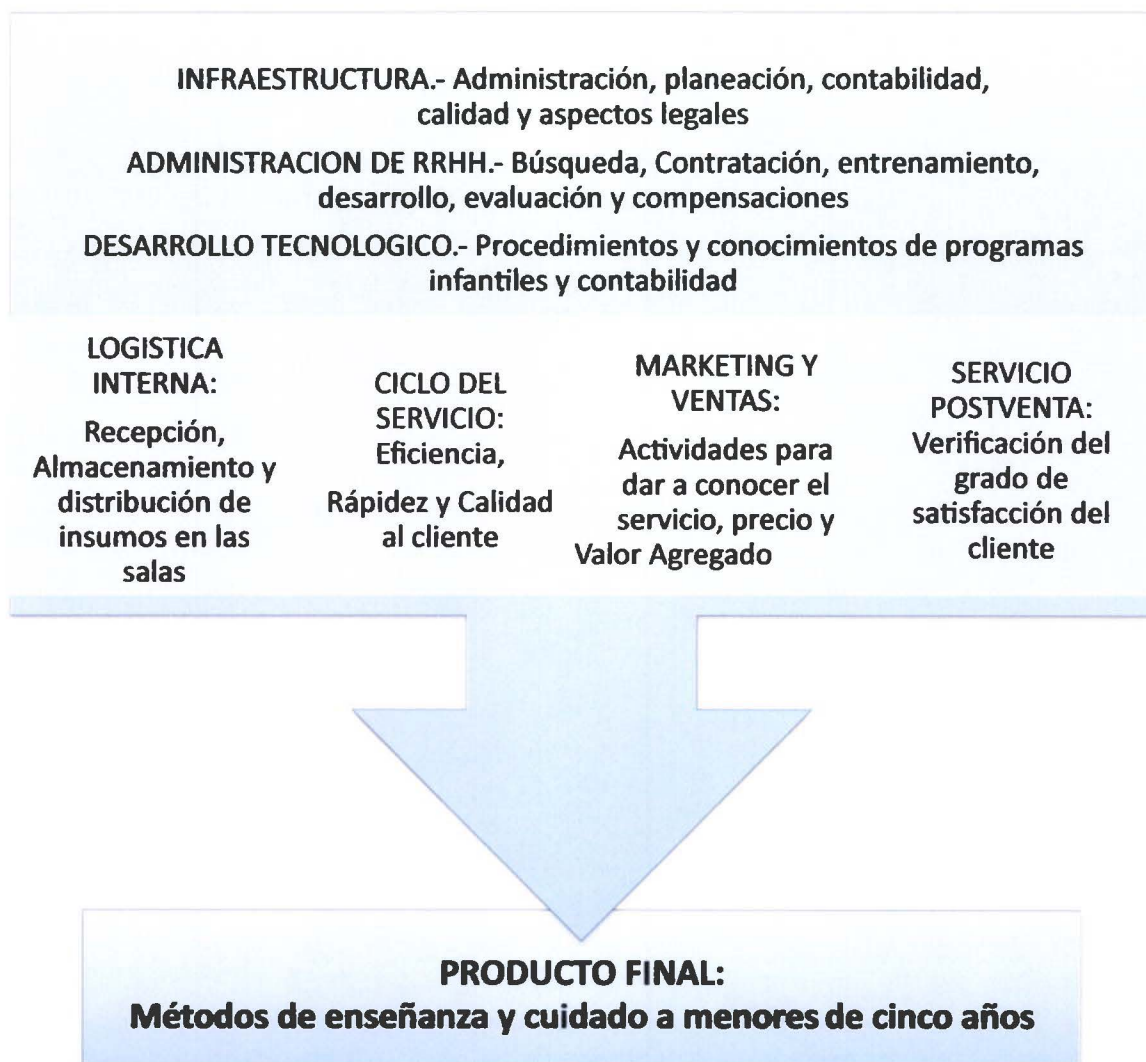 INFRAESTRUCTURA.- Administración, planeación, contabilidad,
calidad y aspectos legales
ADMINISTRACION DE RRHH.- Búsqueda, Contratación, entrenamiento,
desarrollo, evaluación y compensaciones
DESARROLLO TECNOLOGICO.- Procedimientos y conocimientos de programas
infantiles y contabilidad
LOGISTICA
INTERNA:
Recepción,
Almacenamiento y
distribución de
insumos en las
salas
CICLO DEL
SERVICIO:
Eficiencia,
Rápidez y Calidad
al cliente
MARKETING Y
VENTAS:
Actividades para
dar a conocer el
servicio, precio y
Valor Agregado
SERVICIO
POSTVENTA:
Verificación del
grado de
satisfacción del
cliente
PRODUCTO FINAL:
Métodos de enseñanza y cuidado a menores de cinco años